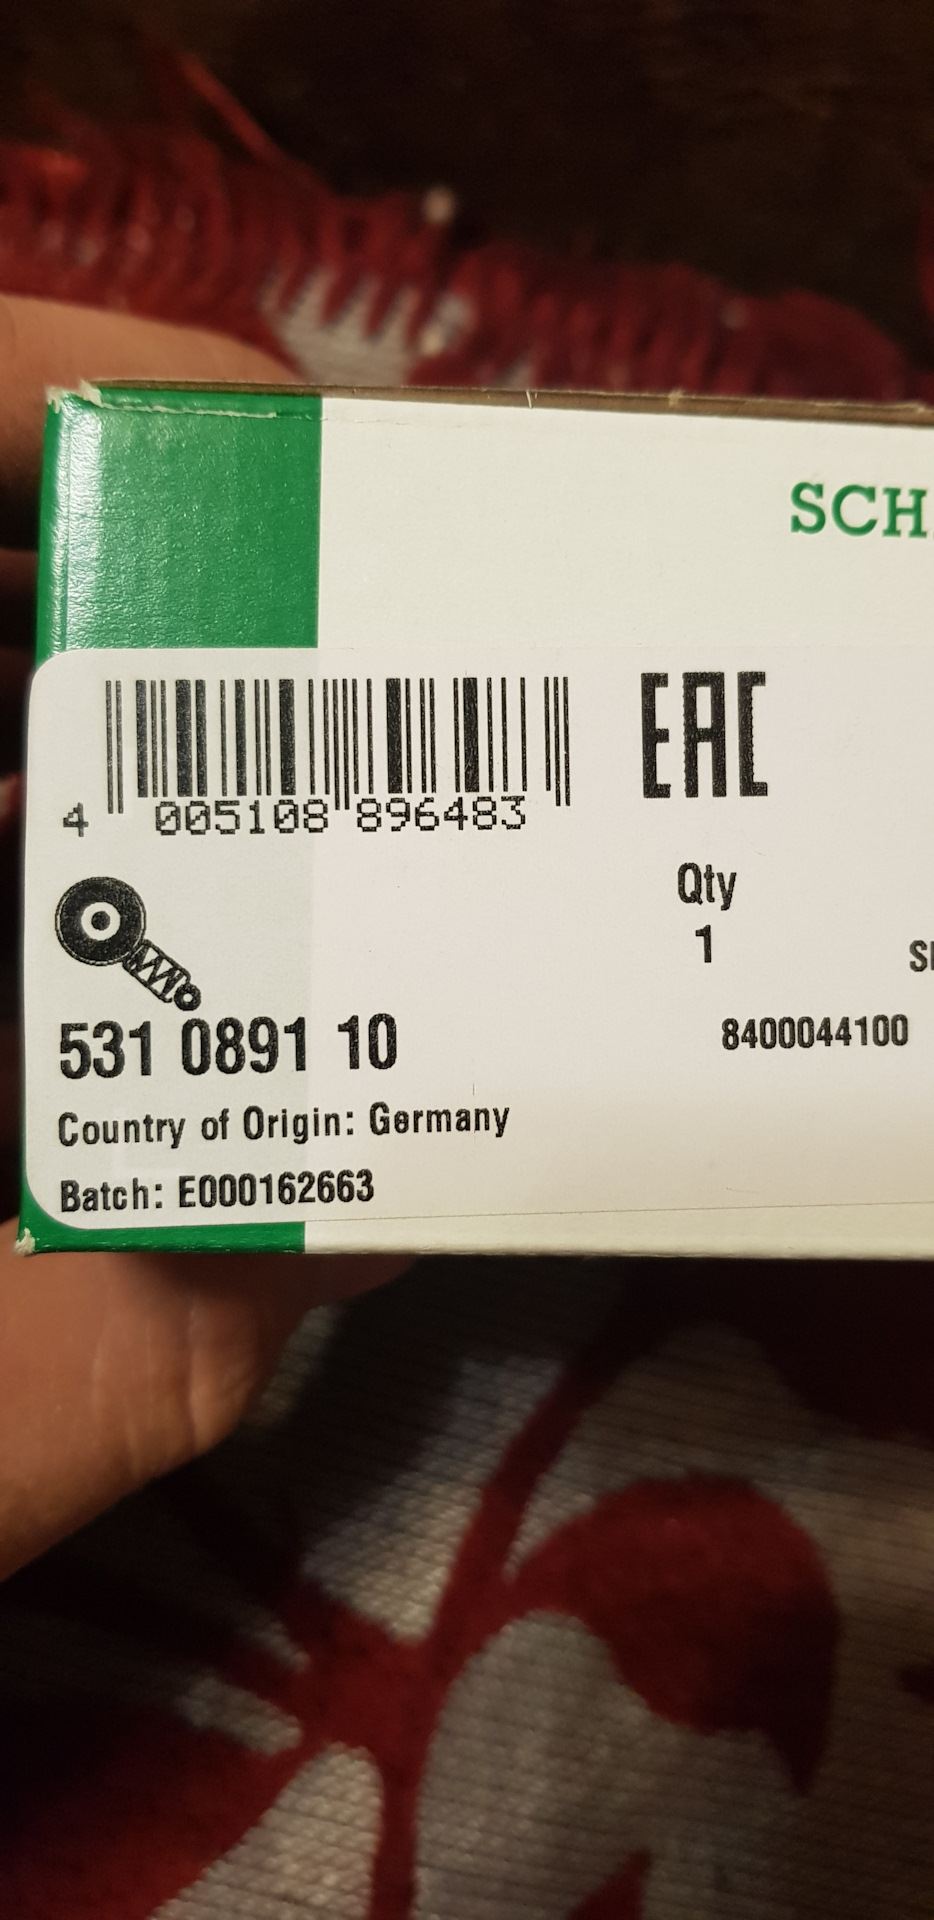 SCH
EAC
4 005108 896483
Qty
1
531 0891 10
8400044100
Country of Origin: Germany
Batch: E000162663